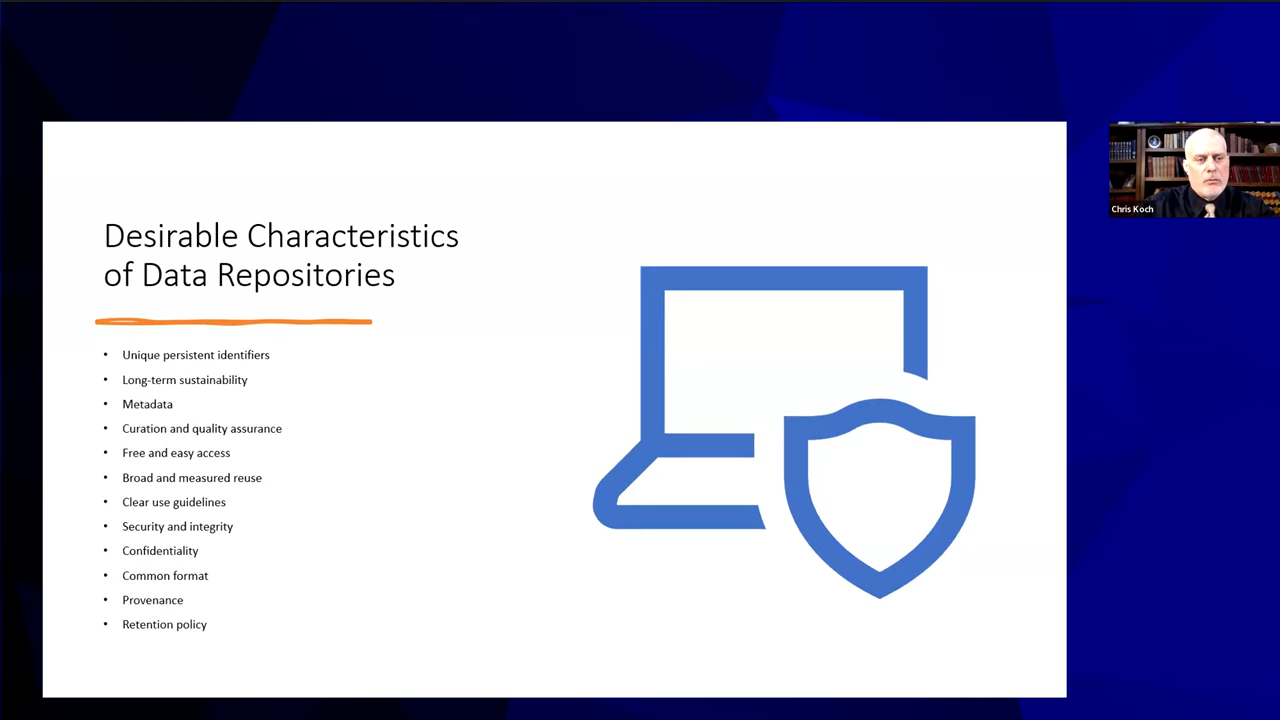 Desirable Characteristics
of Data Repositories
• Unique persistent identifiers
• Long-term sustainability
• Metadata
• Curation and quality assurance
• Free and easy access
• Broad and measured reuse
• Clear use guidelines
• Security and integrity
• Confidentiality
• Common format
• Provenance
• Retention policy
Chris Koch